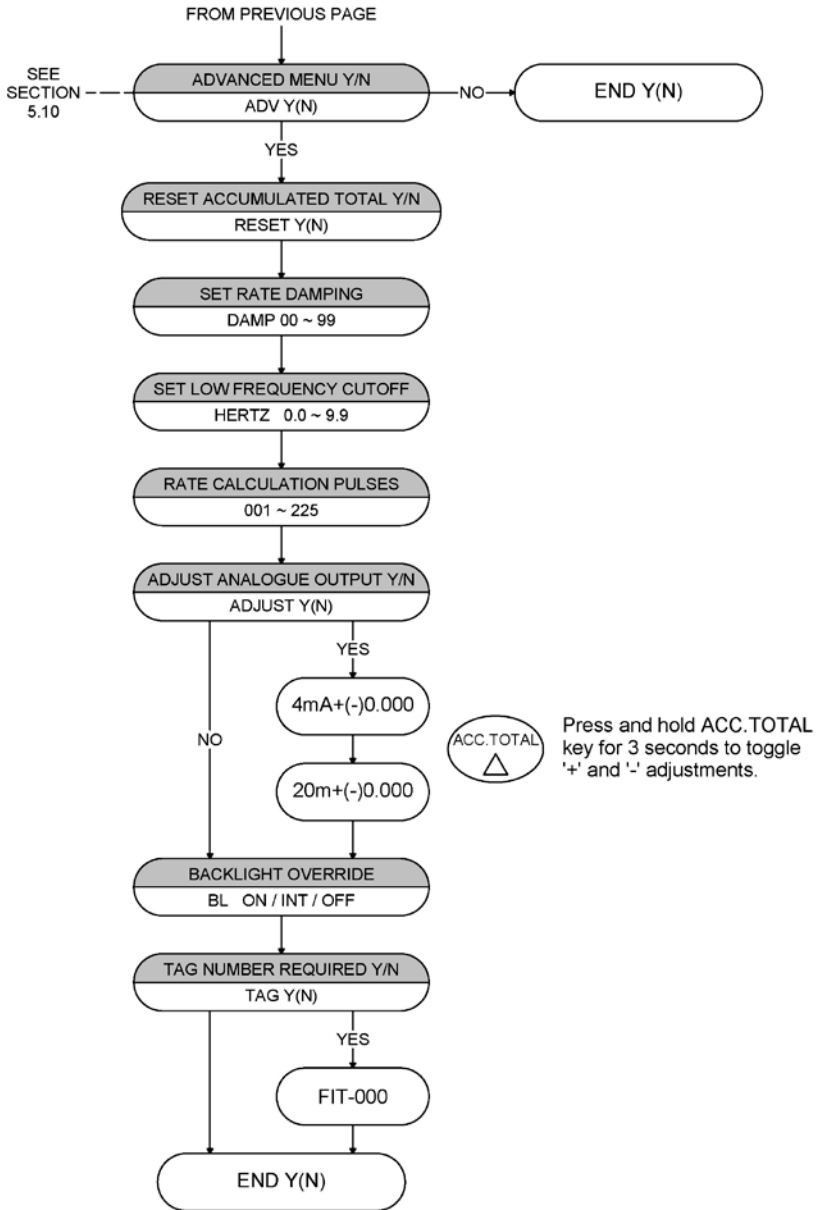 FROM PREVIOUS PAGE
SEE
SECTION
5.10
ADVANCED MENU Y/N
ADV Y(N)
NO
END Y(N)
YES
RESET ACCUMULATED TOTAL Y/N
RESET Y(N)
SET RATE DAMPING
DAMP 00 ~ 99
SET LOW FREQUENCY CUTOFF
HERTZ 0.0 ~ 9.9
RATE CALCULATION PULSES
001 ~ 225
ADJUST ANALOGUE OUTPUT Y/N
ADJUST Y(N)
YES
4mA+(-)0.000
NO
ACC.TOTAL
Press and hold ACC.TOTAL
key for 3 seconds to toggle
'+' and '-' adjustments.
20m+(-)0.000
BACKLIGHT OVERRIDE
BL ON / INT / OFF
TAG NUMBER REQUIRED Y/N
TAG Y(N)
YES
FIT-000
END Y(N)